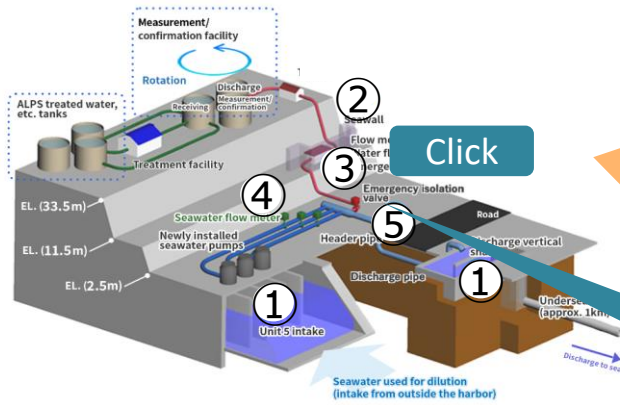 Measurement/
confirmation facility
Rotation
Discharge
Measurement/
confirmation
Receiving
ALPS treated water,
etc. tanks
Treatment facility
②
Seawall
Flow
③
Click
Emergency isolation
valve
④
Seawater flow meter
⑤
Road
Newly installed
seawater pumps
Header pipe
Discharge vertical
Discharge pipe
①
①
Unit 5 intake
(approx. 1km)
EL. (33.5m)
EL. (11.5m)
EL. (2.5m)
Seawater used for dilution
(intake from outside the harbor)
Discharge to